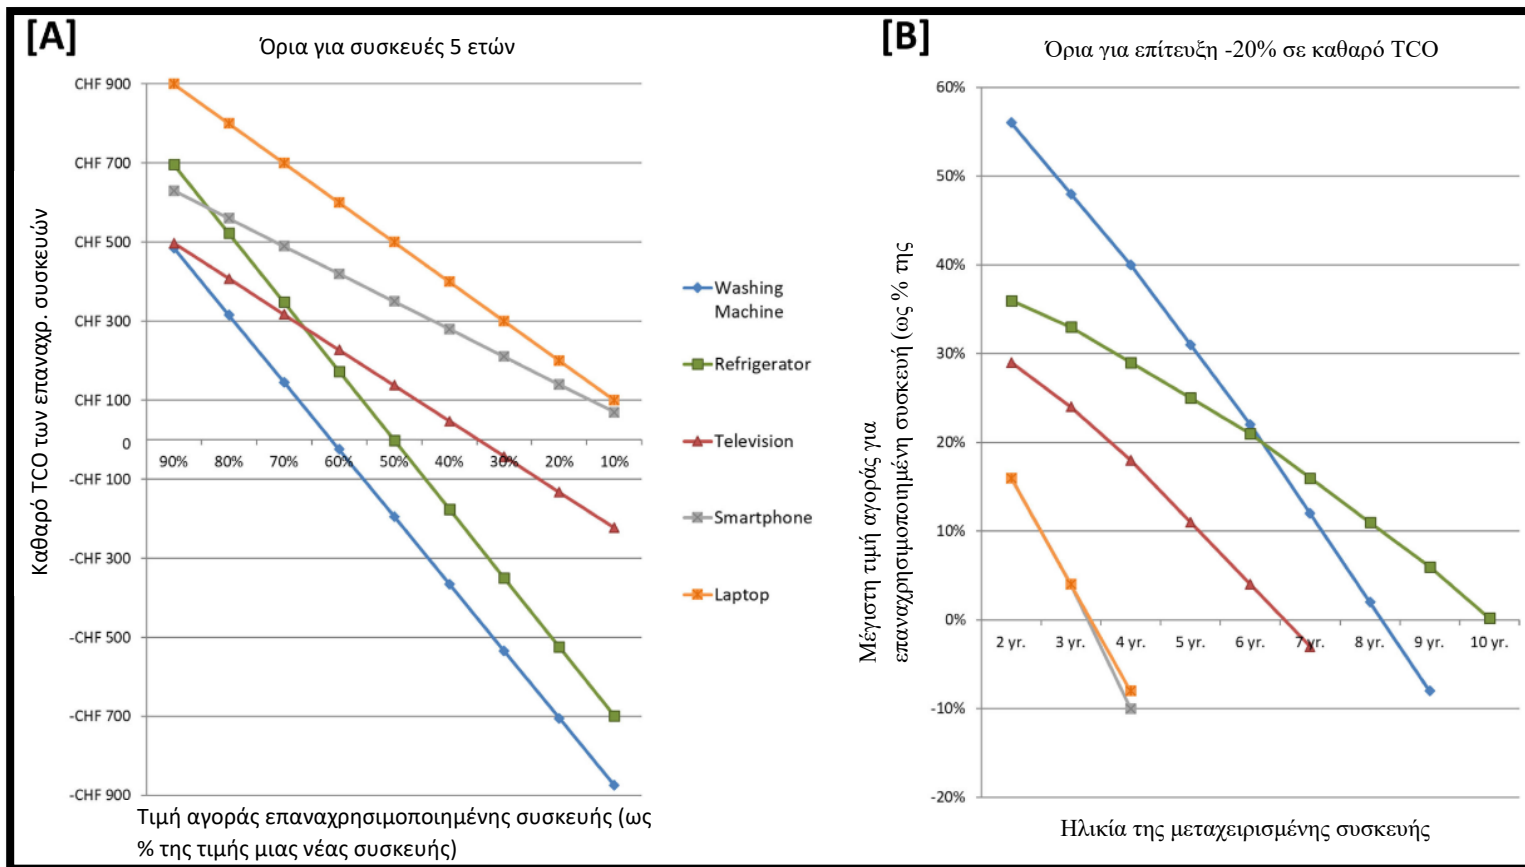 [A]
Όρια για συσκευές 5 ετών
CHF 900
CHF 700
CHF 500
CHF 300
CHF 100
0
-CHF 100
-CHF 300
-CHF 500
-CHF 700
-CHF 900
90% 80% 70% 60% 50% 40% 30% 20% 10%
Καθαρό TCO των επαναχρ. συσκευών
Τιμή αγοράς επαναχρησιμοποιημένης συσκευής (ως
% της τιμής μιας νέας συσκευής)
Washing
Machine
Refrigerator
Television
Smartphone
Laptop
[B]
Όρια για επίτευξη -20% σε καθαρό TCO
60%
50%
40%
30%
20%
10%
0%
-10%
-20%
2 yr. 3 yr. 4 yr. 5 yr. 6 yr. 7 yr. 8 yr. 9 yr. 10 yr.
Μέγιστη τιμή αγοράς για
επαναχρησιμοποιημένη συσκευή (ως % της
Ηλικία της μεταχειρισμένης συσκευής